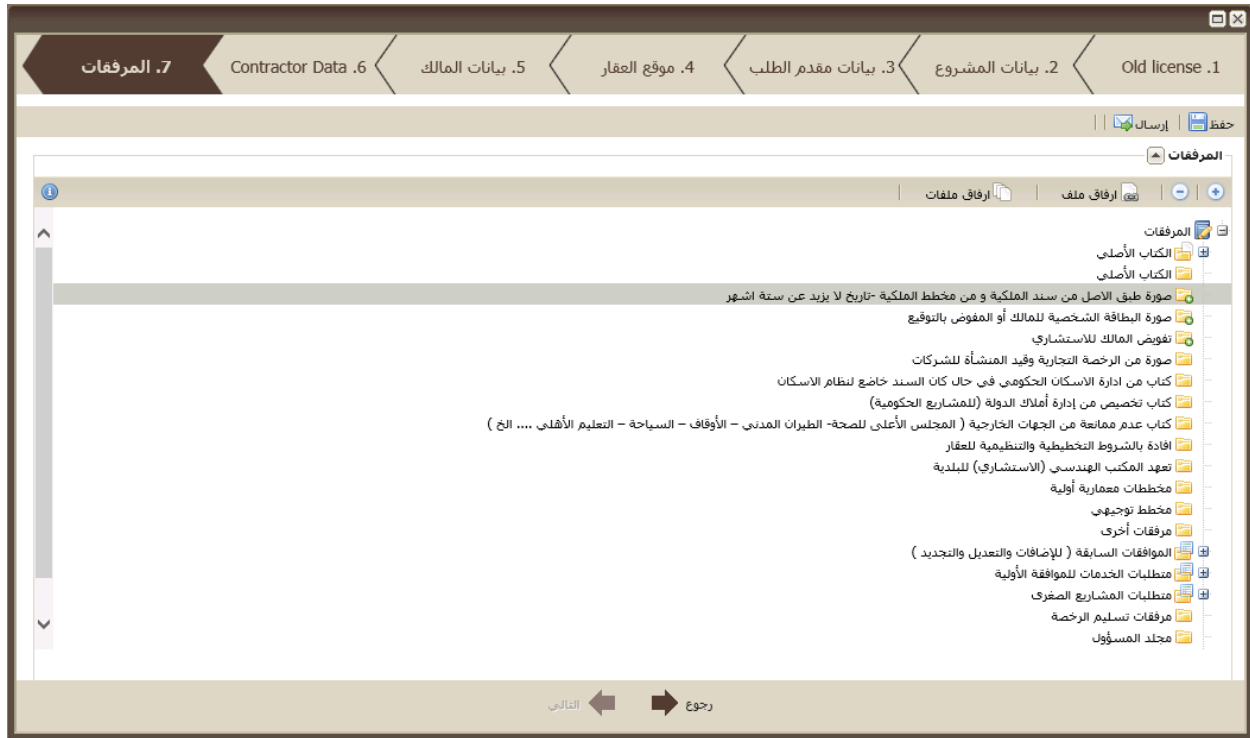 Old license .1
2. بيانات المشروع
3. بيانات مقدم الطلب
4. موقع العقار
5. بيانات المالك
Contractor Data .6
7. المرفقات
حفظ | إرسال | |
المرفقات
| | ارفاق ملف | ارفاق ملفات |
المرفقات
الكتاب الأصلي
الكتاب الأصلي
صورة طبق الاصل من سند الملكية و من مخطط الملكية -تاريخ لا يزيد عن ستة اشهر
صورة البطاقة الشخصية للمالك أو المفوض بالتوقيع
تفويض المالك للاستشاري
صورة من الرخصة التجارية وقيد المنشأة للشركات
كتاب من ادارة الاسكان الحكومي في حال كان السند خاضع لنظام الاسكان
كتاب تخصيص من إدارة أملاك الدولة (للمشاريع الحكومية)
كتاب عدم ممانعة من الجهات الخارجية ( المجلس الأعلى للصحة- الطيران المدني – الأوقاف – السياحة – التعليم الأهلي .... الخ )
افادة بالشروط التخطيطية والتنظيمية للعقار
تعهد المكتب الهندسي (الاستشاري) للبلدية
مخططات معمارية أولية
مخطط توجيهي
مرفقات أخرى
الموافقات السابقة ( للإضافات والتعديل والتجديد )
متطلبات الخدمات للموافقة الأولية
متطلبات المشاريع الصغرى
مرفقات تسليم الرخصة
مجلد المسؤول
رجوع
التالي